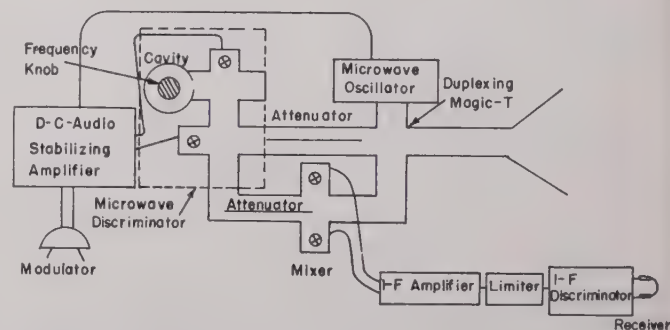 Frequency
Knob
Cavity
Microwave
Oscillator
Duplexing
Magic-T
Attenuator
D-C-Audio
Stabilizing
Amplifier
Microwave
Discriminator
Attenuator
Modulator
Mixer
I-F Amplifier
Limiter
I-F
Discriminator
Receiver